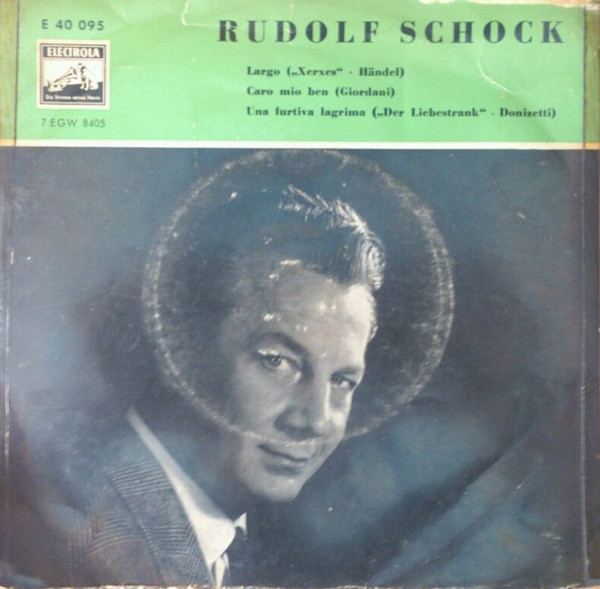 E 40 095
RUDOLF SCHOCK
ELECTROLA
Die Stimme seines Herrn
7 EGW 8405
Largo („Xerxes“ · Händel)
Caro mio ben (Giordani)
Una furtiva lagrima („Der Liebestrank“ · Donizetti)